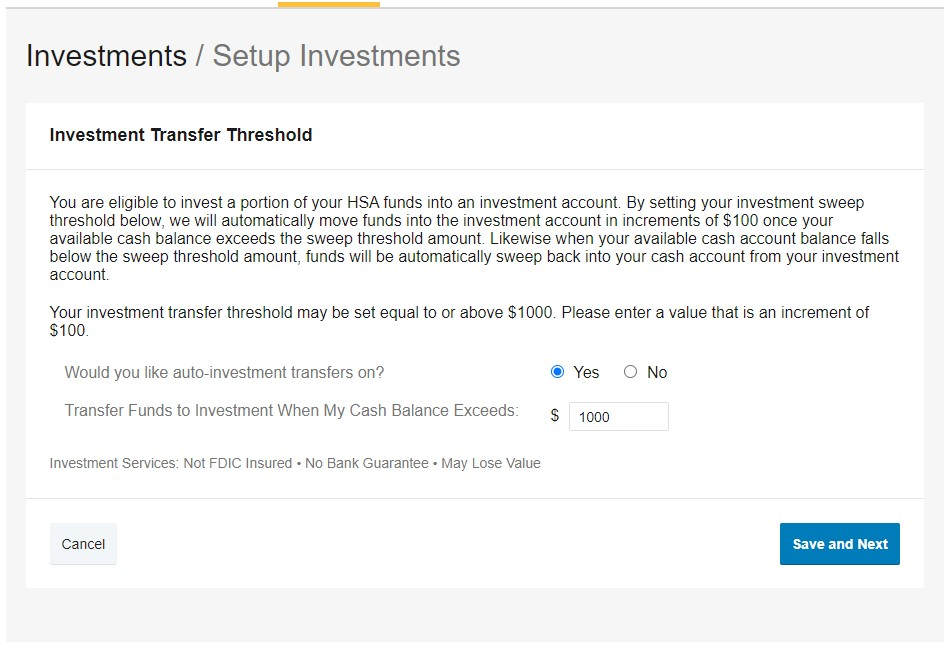 Investments / Setup Investments
Investment Transfer Threshold
You are eligible to invest a portion of your HSA funds into an investment account. By setting your investment sweep
threshold below, we will automatically move funds into the investment account in increments of $100 once your
available cash balance exceeds the sweep threshold amount. Likewise when your available cash account balance falls
below the sweep threshold amount, funds will be automatically sweep back into your cash account from your investment
account.
Your investment transfer threshold may be set equal to or above $1000. Please enter a value that is an increment of
$100.
Would you like auto-investment transfers on? Yes No
Transfer Funds to Investment When My Cash Balance Exceeds: $ 1000
Investment Services: Not FDIC Insured • No Bank Guarantee • May Lose Value
Cancel Save and Next